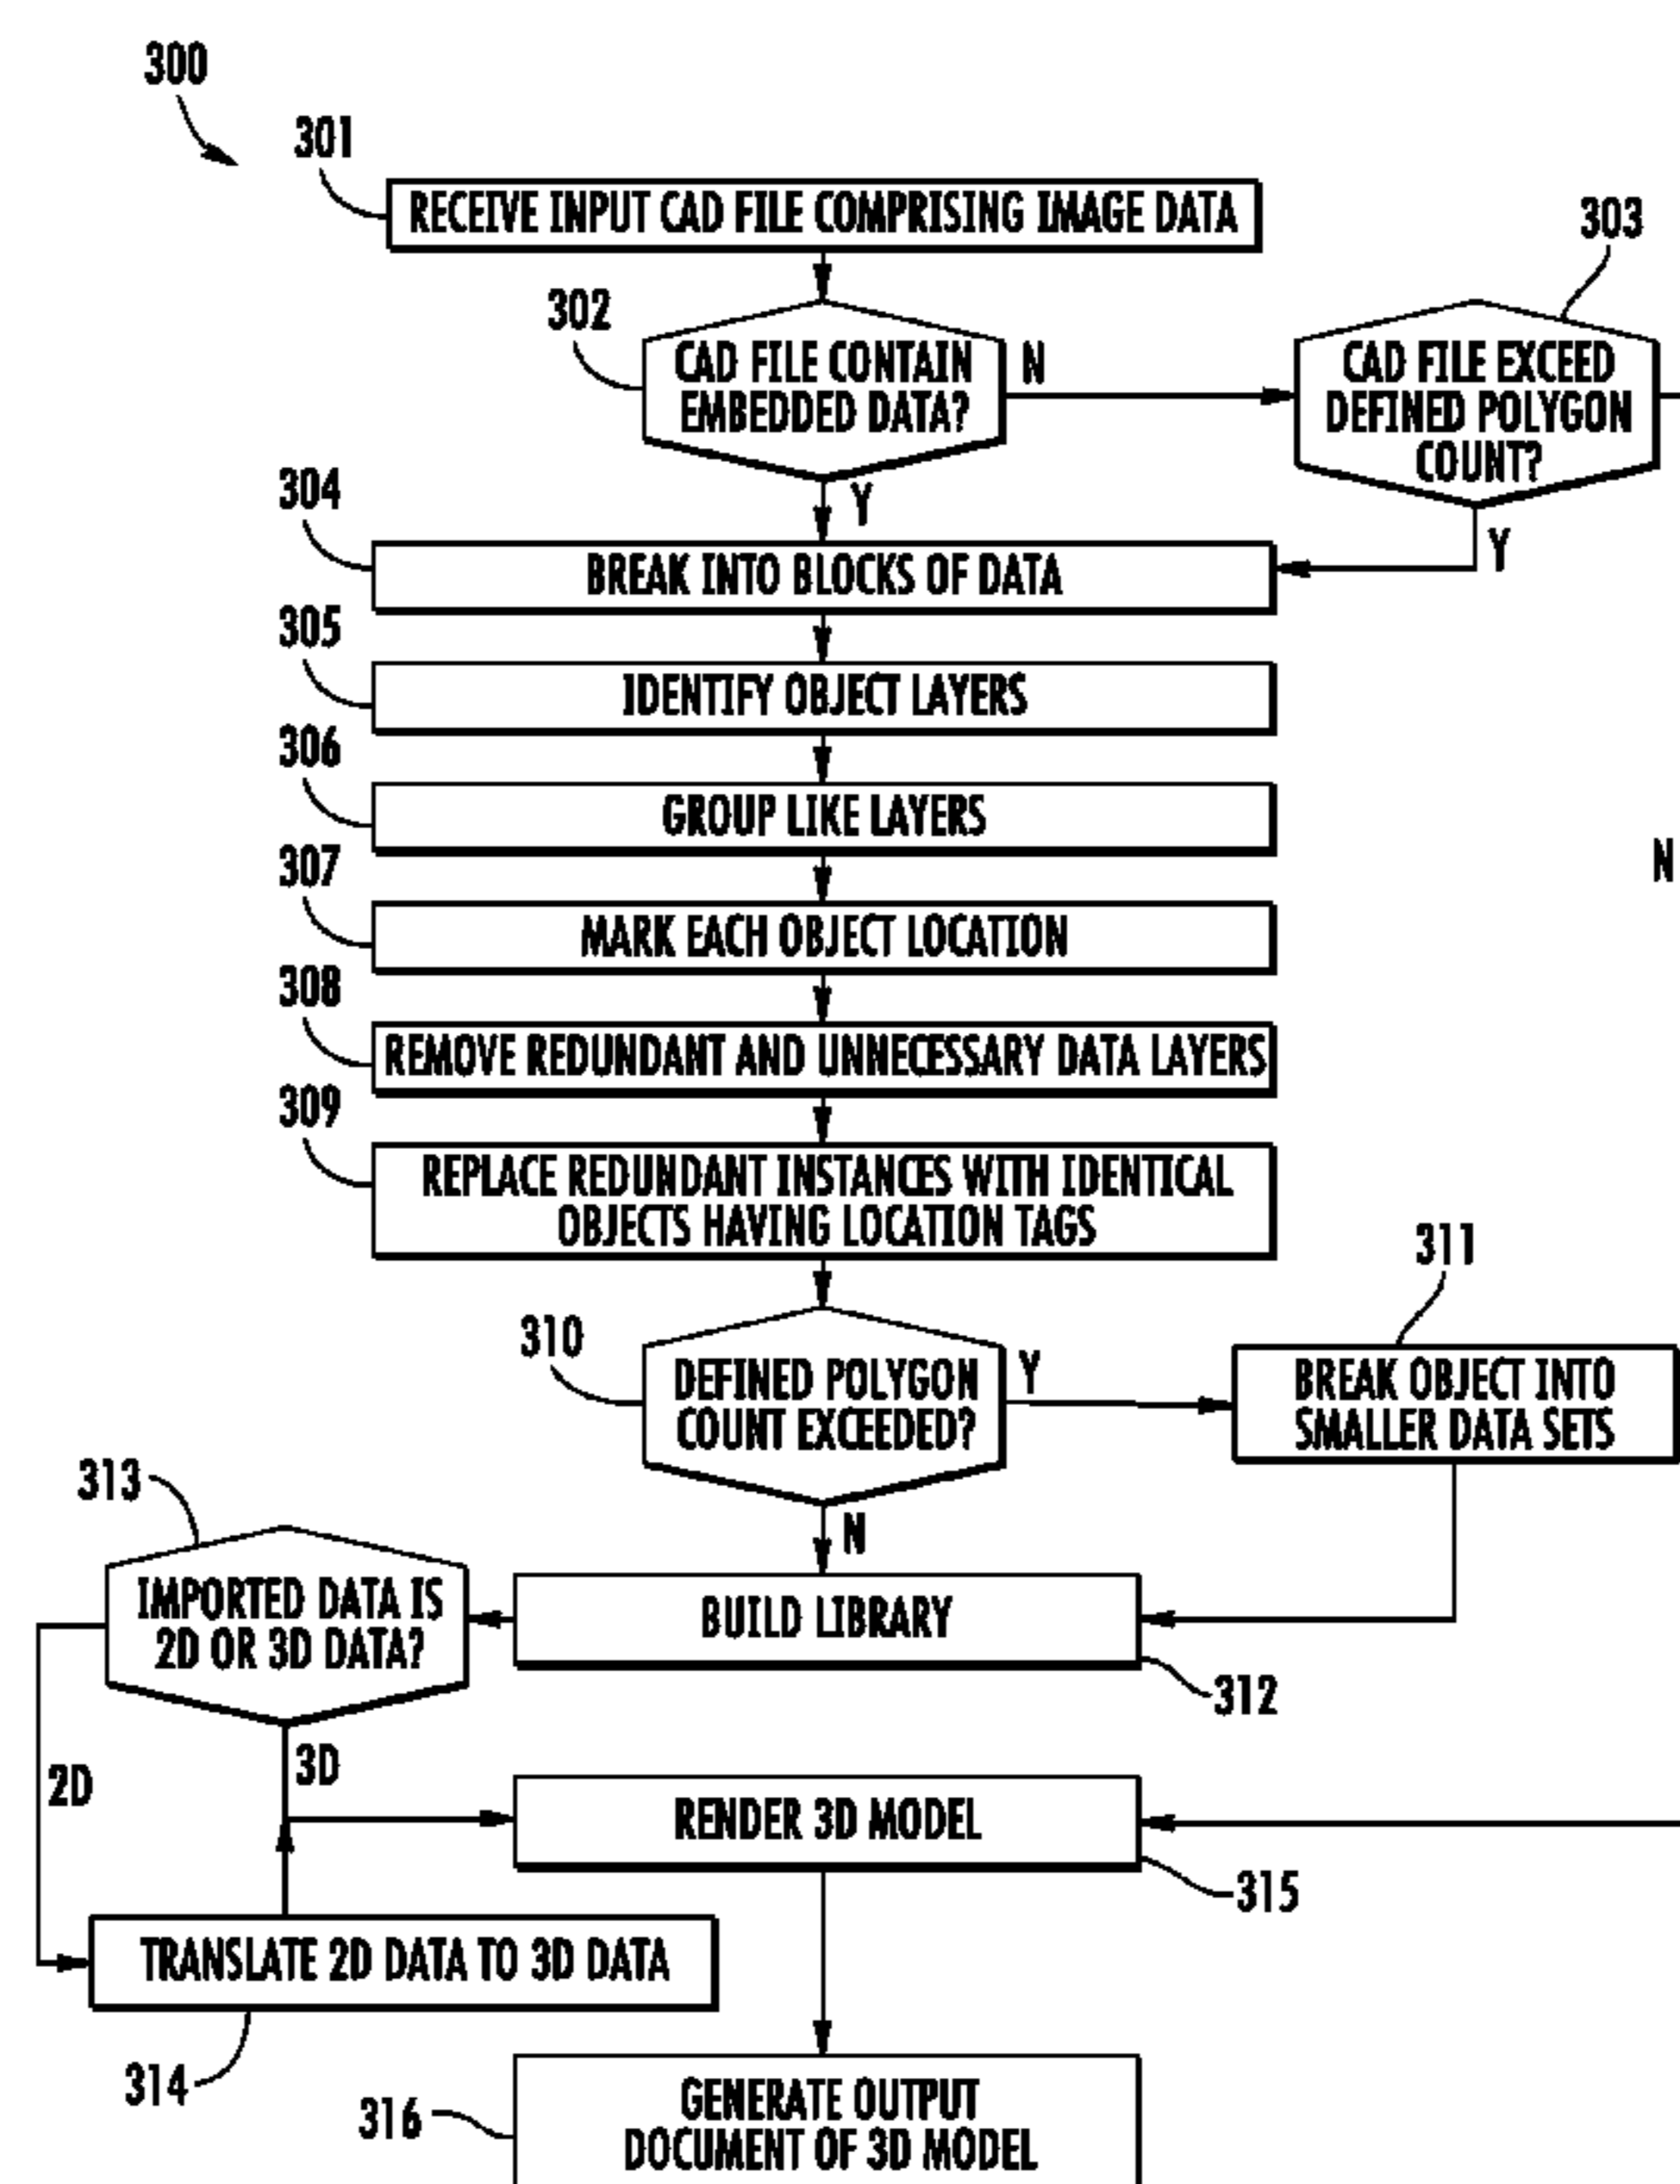 300
301
RECEIVE INPUT CAD FILE COMPRISING IMAGE DATA
302
CAD FILE CONTAIN
EMBEDDED DATA?
N
303
CAD FILE EXCEED
DEFINED POLYGON
COUNT?
Y
Y
N
304
BREAK INTO BLOCKS OF DATA
305
IDENTIFY OBJECT LAYERS
306
GROUP LIKE LAYERS
307
MARK EACH OBJECT LOCATION
308
REMOVE REDUNDANT AND UNNECESSARY DATA LAYERS
309
REPLACE REDUNDANT INSTANCES WITH IDENTICAL
OBJECTS HAVING LOCATION TAGS
310
DEFINED POLYGON
COUNT EXCEEDED?
Y
311
BREAK OBJECT INTO
SMALLER DATA SETS
N
BUILD LIBRARY
312
313
IMPORTED DATA IS
2D OR 3D DATA?
2D
3D
RENDER 3D MODEL
315
TRANSLATE 2D DATA TO 3D DATA
314
316
GENERATE OUTPUT
DOCUMENT OF 3D MODEL